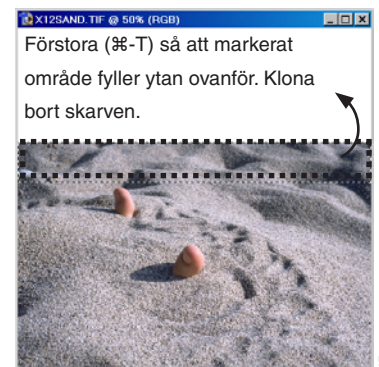 X12SAND.TIF @ 50% (RGB)
Förstora (⌘-T) så att markerat
område fyller ytan ovanför. Klona
bort skarven.